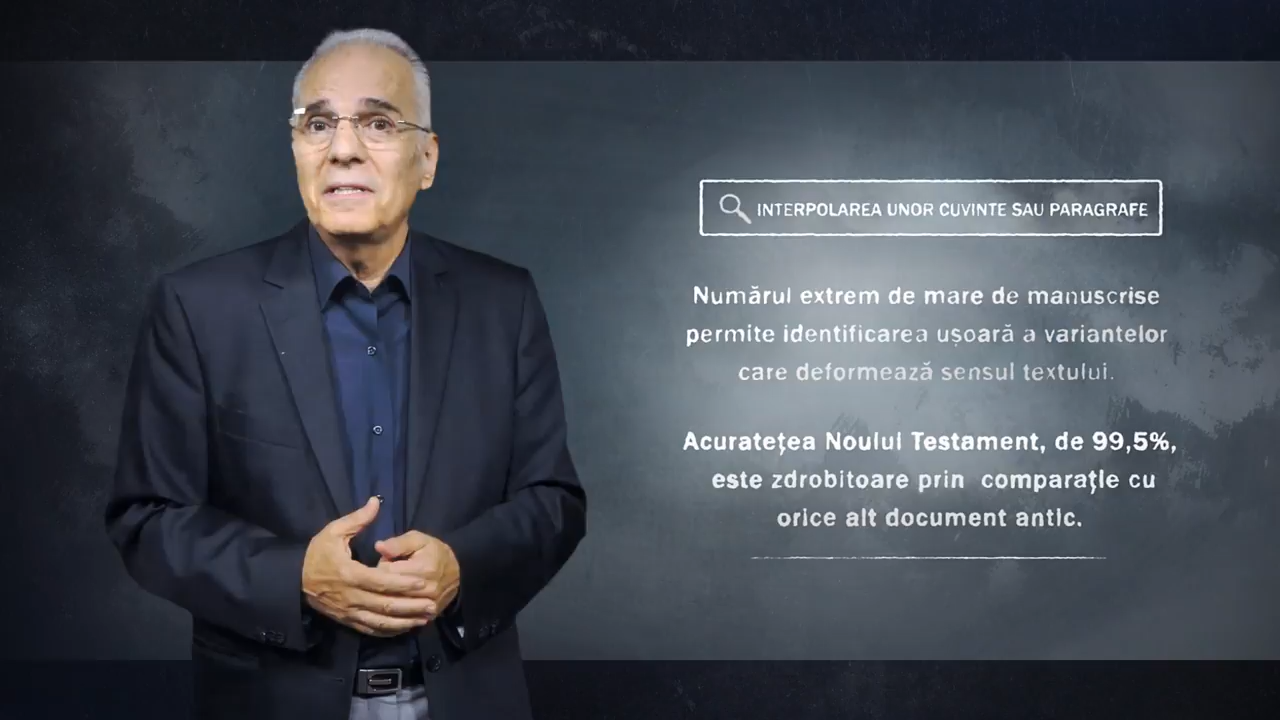 INTERPOLAREA UNOR CUVINTE SAU PARAGRAFE
Numărul extrem de mare de manuscrise
permite identificarea ușoară a variantelor
care deformează sensul textului.
Acuratețea Noului Testament, de 99,5%,
este zdrobitoare prin comparație cu
orice alt document antic.